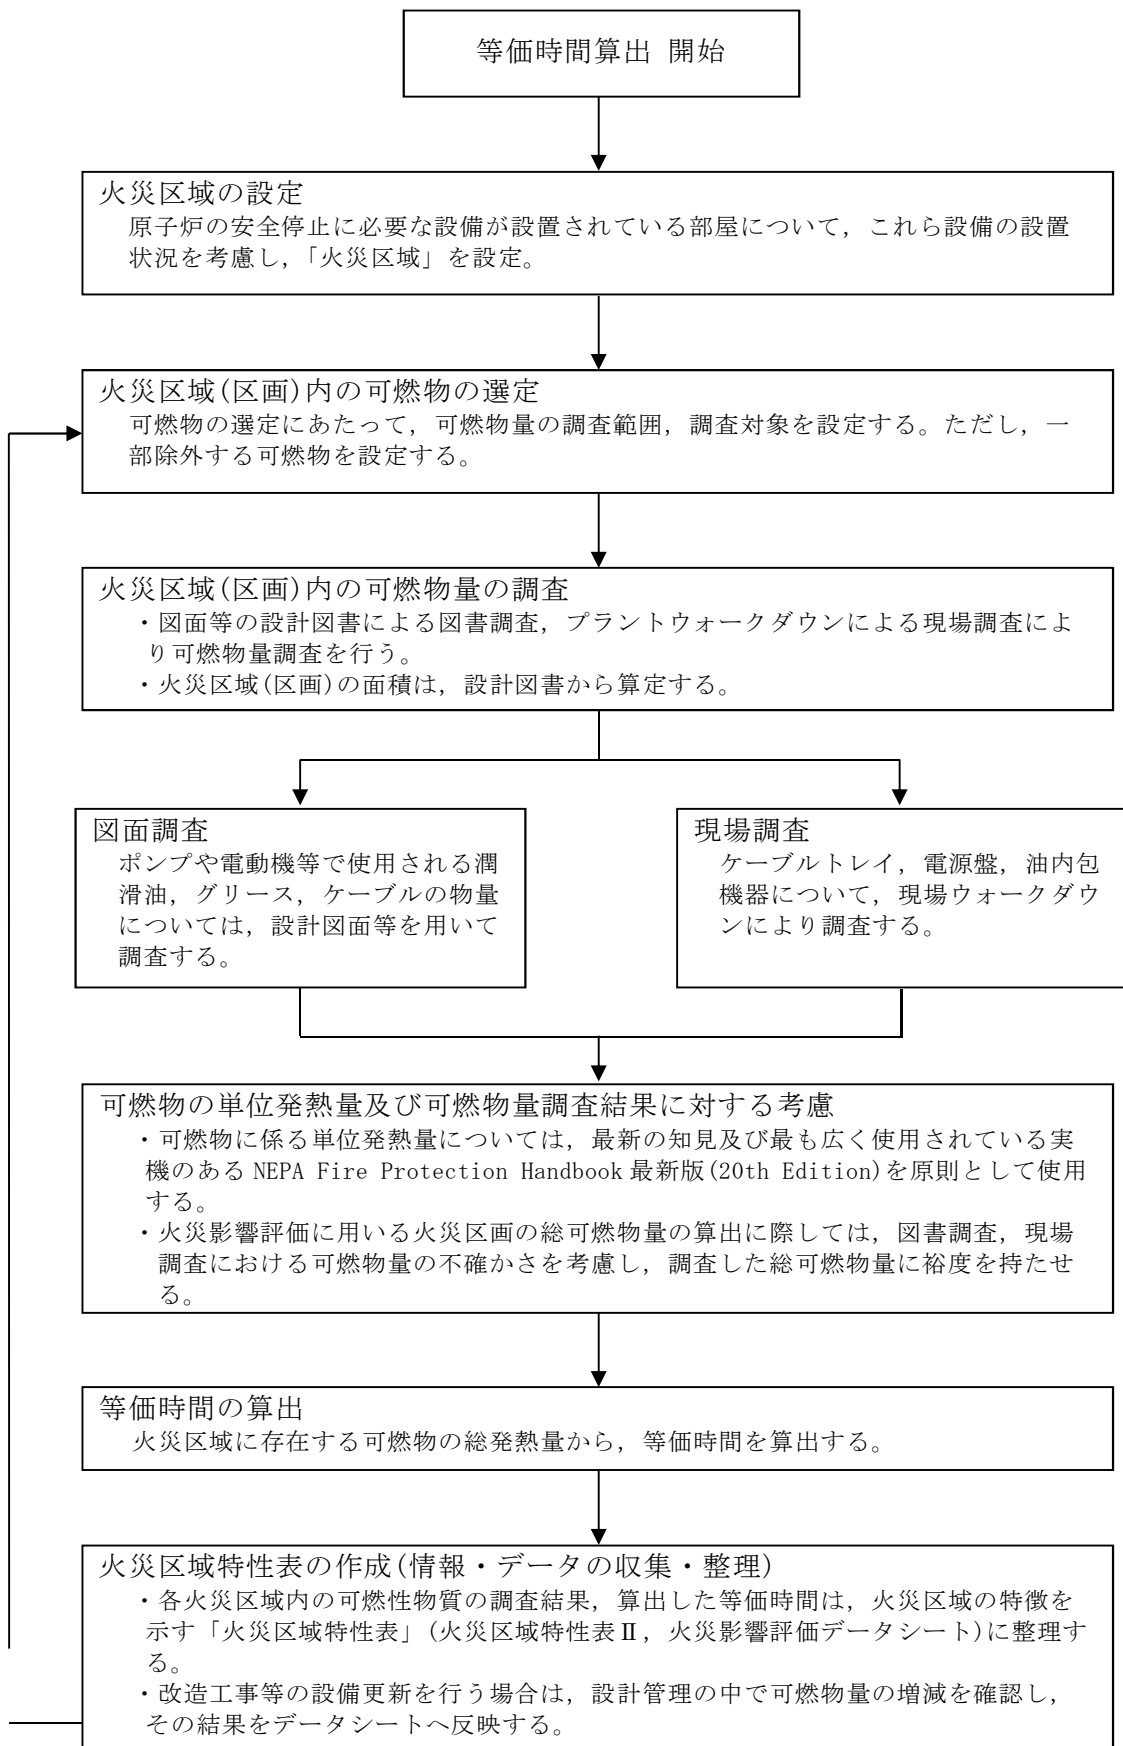 等価時間算出 開始
火災区域の設定
原子炉の安全停止に必要な設備が設置されている部屋について，これら設備の設置
状況を考慮し，「火災区域」を設定。
火災区域(区画)内の可燃物の選定
可燃物の選定にあたって，可燃物量の調査範囲，調査対象を設定する。ただし，一
部除外する可燃物を設定する。
火災区域(区画)内の可燃物量の調査
・図面等の設計図書による図書調査，プラントウォークダウンによる現場調査によ
り可燃物量調査を行う。
・火災区域(区画)の面積は，設計図書から算定する。
図面調査
ポンプや電動機等で使用される潤
滑油，グリース，ケーブルの物量
については，設計図面等を用いて
調査する。
現場調査
ケーブルトレイ，電源盤，油内包
機器について，現場ウォークダウ
ンにより調査する。
可燃物の単位発熱量及び可燃物量調査結果に対する考慮
・可燃物に係る単位発熱量については，最新の知見及び最も広く使用されている実
機のある NEPA Fire Protection Handbook 最新版(20th Edition)を原則として使用
する。
・火災影響評価に用いる火災区画の総可燃物量の算出に際しては，図書調査，現場
調査における可燃物量の不確かさを考慮し，調査した総可燃物量に裕度を持たせ
る。
等価時間の算出
火災区域に存在する可燃物の総発熱量から，等価時間を算出する。
火災区域特性表の作成(情報・データの収集・整理)
・各火災区域内の可燃性物質の調査結果，算出した等価時間は，火災区域の特徴を
示す「火災区域特性表」(火災区域特性表Ⅱ，火災影響評価データシート)に整理す
る。
・改造工事等の設備更新を行う場合は，設計管理の中で可燃物量の増減を確認し，
その結果をデータシートへ反映する。